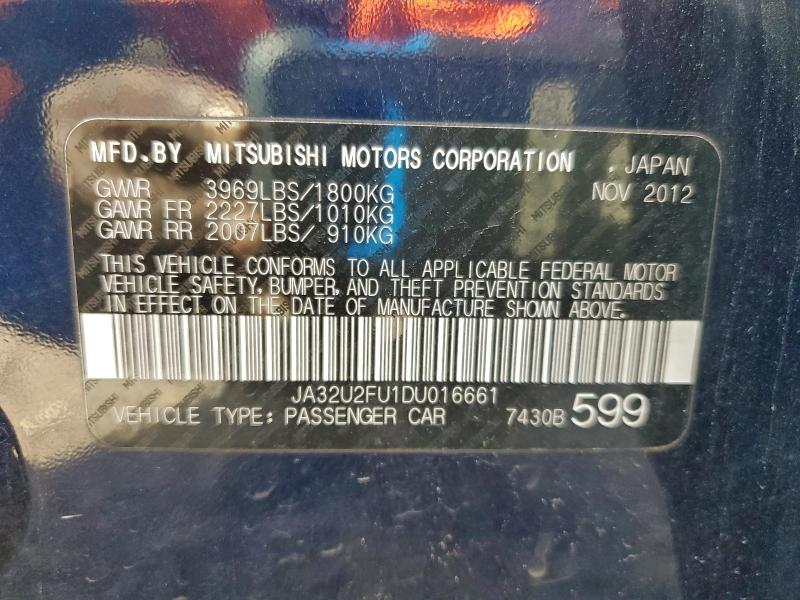 MFD.BY MITSUBISHI MOTORS CORPORATION . JAPAN
GVWR 3969LBS/1800KG NOV 2012
GAWR FR 2227LBS/1010KG
GAWR RR 2007LBS/ 910KG
THIS VEHICLE CONFORMS TO ALL APPLICABLE FEDERAL MOTOR
VEHICLE SAFETY, BUMPER, AND THEFT PREVENTION STANDARDS
IN EFFECT ON THE DATE OF MANUFACTURE SHOWN ABOVE.
JA32U2FU1DU016661
VEHICLE TYPE: PASSENGER CAR 7430B 599